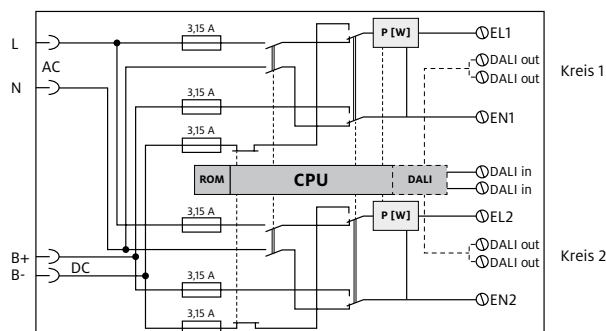 3,15 A
P [W]
EL1
L
AC
DALI out
DALI out
Kreis 1
N
3,15 A
EN1
3,15 A
ROM
CPU
DALI
DALI in
DALI in
3,15 A
P [W]
EL2
B+
DC
B-
DALI out
DALI out
Kreis 2
3,15 A
EN2
3,15 A